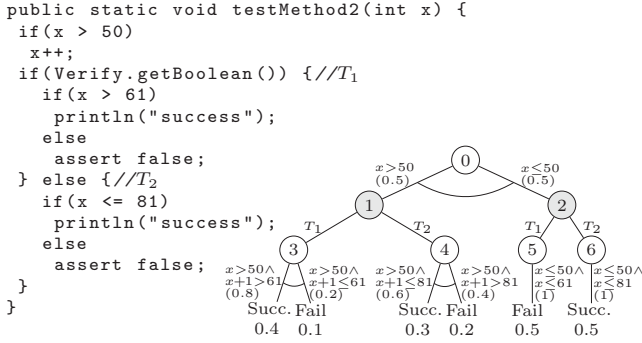 public static void testMethod2(int x) {
if(x > 50)
x++;
if(Verify.getBoolean()) {//T1
if(x > 61)
println("success");
else
assert false;
} else {//T2
if(x <= 81)
println("success");
else
assert false;
}
}
0
x>50
(0.5)
x≤50
(0.5)
1
2
T1
T2
T1
T2
3
4
5
6
x>50∧
x+1>61
(0.8)
x>50∧
x+1≤61
(0.2)
x>50∧
x+1≤81
(0.6)
x>50∧
x+1>81
(0.4)
x≤50∧
x≤61
(1)
x≤50∧
x≤81
(1)
Succ. Fail Succ. Fail Fail Succ.
0.4 0.1 0.3 0.2 0.5 0.5